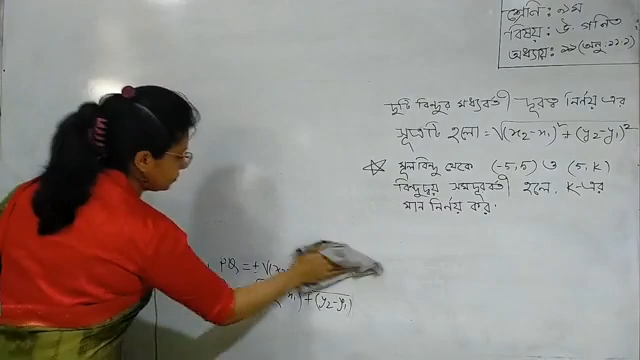 শ্রেণি: ৯ম
বিষয়: উ. গণিত
অধ্যায়: ১১ (অনু: ১১.১)
দুটি বিন্দুর মধ্যবর্তী দূরত্ব নির্ণয় এর
সূত্রটি হলো = √(x₂-x₁)² + (y₂-y₁)²
☆ মূলবিন্দু থেকে (-5, 5) ও (5, k)
বিন্দুদ্বয় সমদূরবর্তী হলে, K-এর
মান নির্ণয় করি.
PQ = ± √(x₂
x₁) + (y₂-y₁)